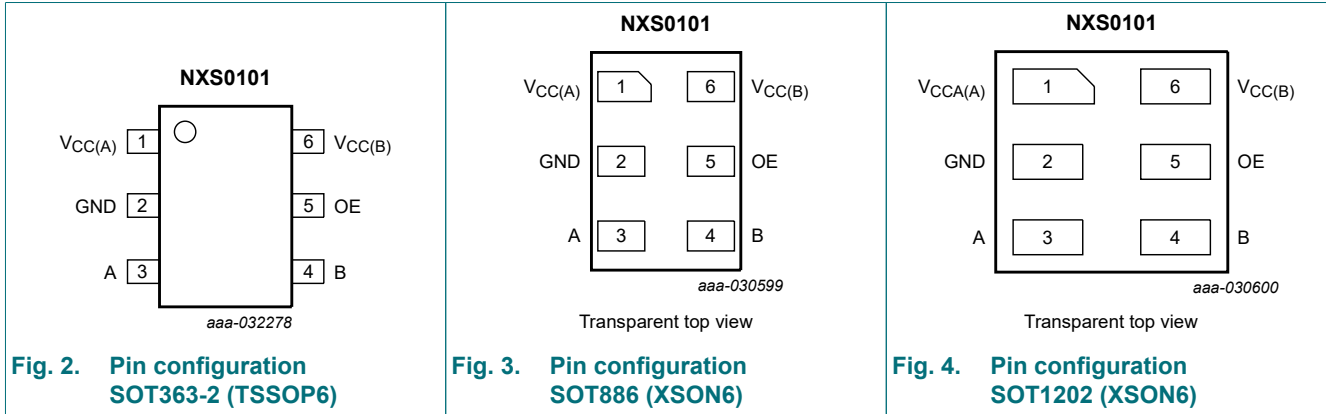 NXS0101
VCC(A) 1 6 VCC(B)
GND 2 5 OE
A 3 4 B
aaa-032278
Fig. 2. Pin configuration
SOT363-2 (TSSOP6)
NXS0101
VCC(A) 1 6 VCC(B)
GND 2 5 OE
A 3 4 B
aaa-030599
Transparent top view
Fig. 3. Pin configuration
SOT886 (XSON6)
NXS0101
VCCA(A) 1 6 VCC(B)
GND 2 5 OE
A 3 4 B
aaa-030600
Transparent top view
Fig. 4. Pin configuration
SOT1202 (XSON6)